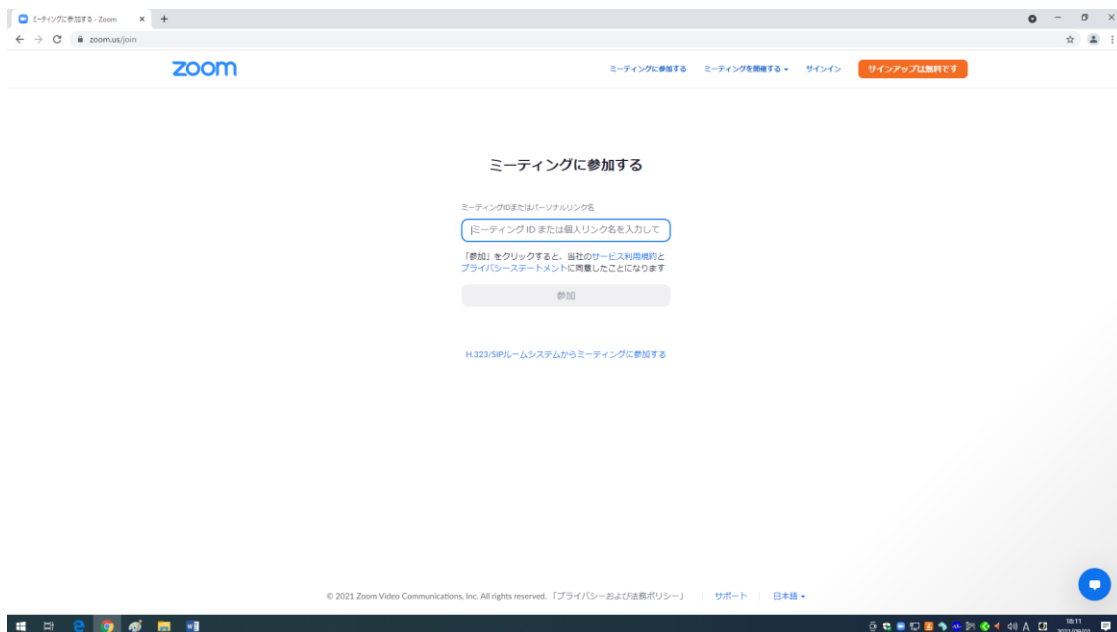 ミーティングに参加する - Zoom
zoom.us/join
zoom
ミーティングに参加する ミーティングを開催する サインイン サインアップは無料です
ミーティングに参加する
ミーティングIDまたはパーソナルリンク名
ミーティング ID または個人リンク名を入力して
「参加」をクリックすると、当社のサービス利用規約と
プライバシーステートメントに同意したことになります
参加
H.323/SIPルームシステムからミーティングに参加する
© 2021 Zoom Video Communications, Inc. All rights reserved. 「プライバシーおよび法務ポリシー」 サポート 日本語
A
18:11